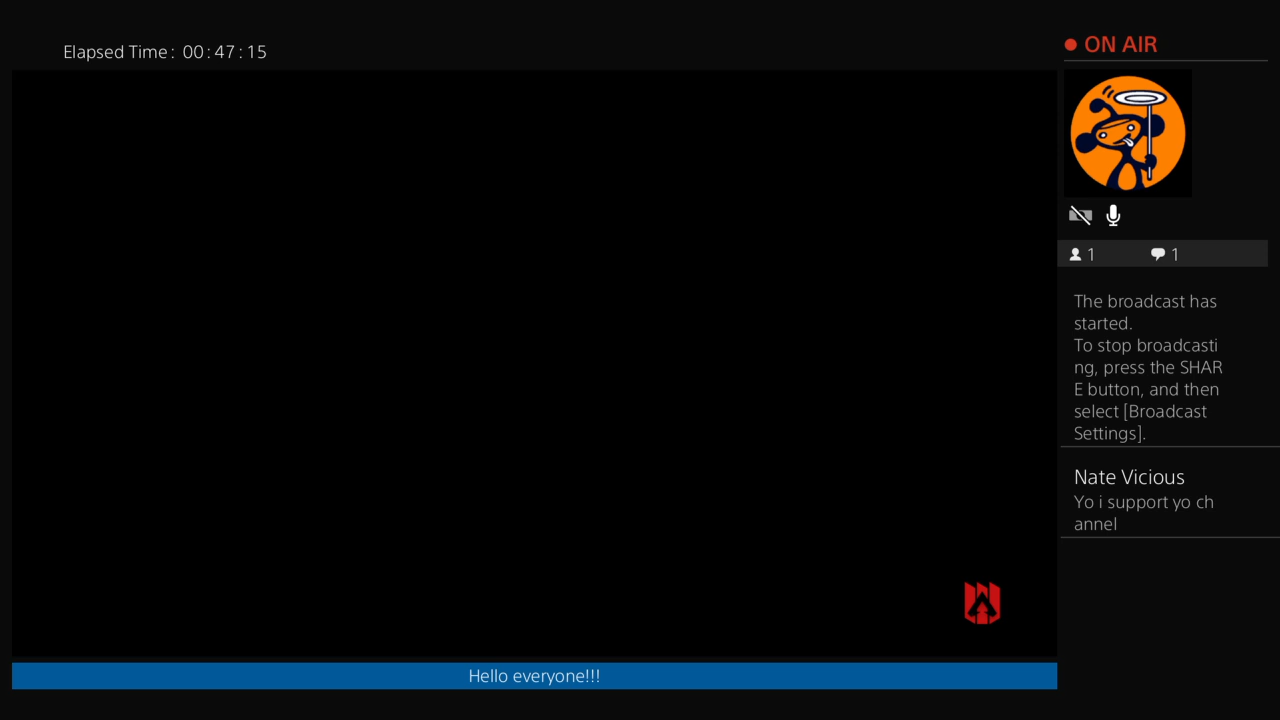 Elapsed Time: 00:47:15
ON AIR
1
1
The broadcast has
started.
To stop broadcasti
ng, press the SHAR
E button, and then
select [Broadcast
Settings].
Nate Vicious
Yo i support yo ch
annel
Hello everyone!!!